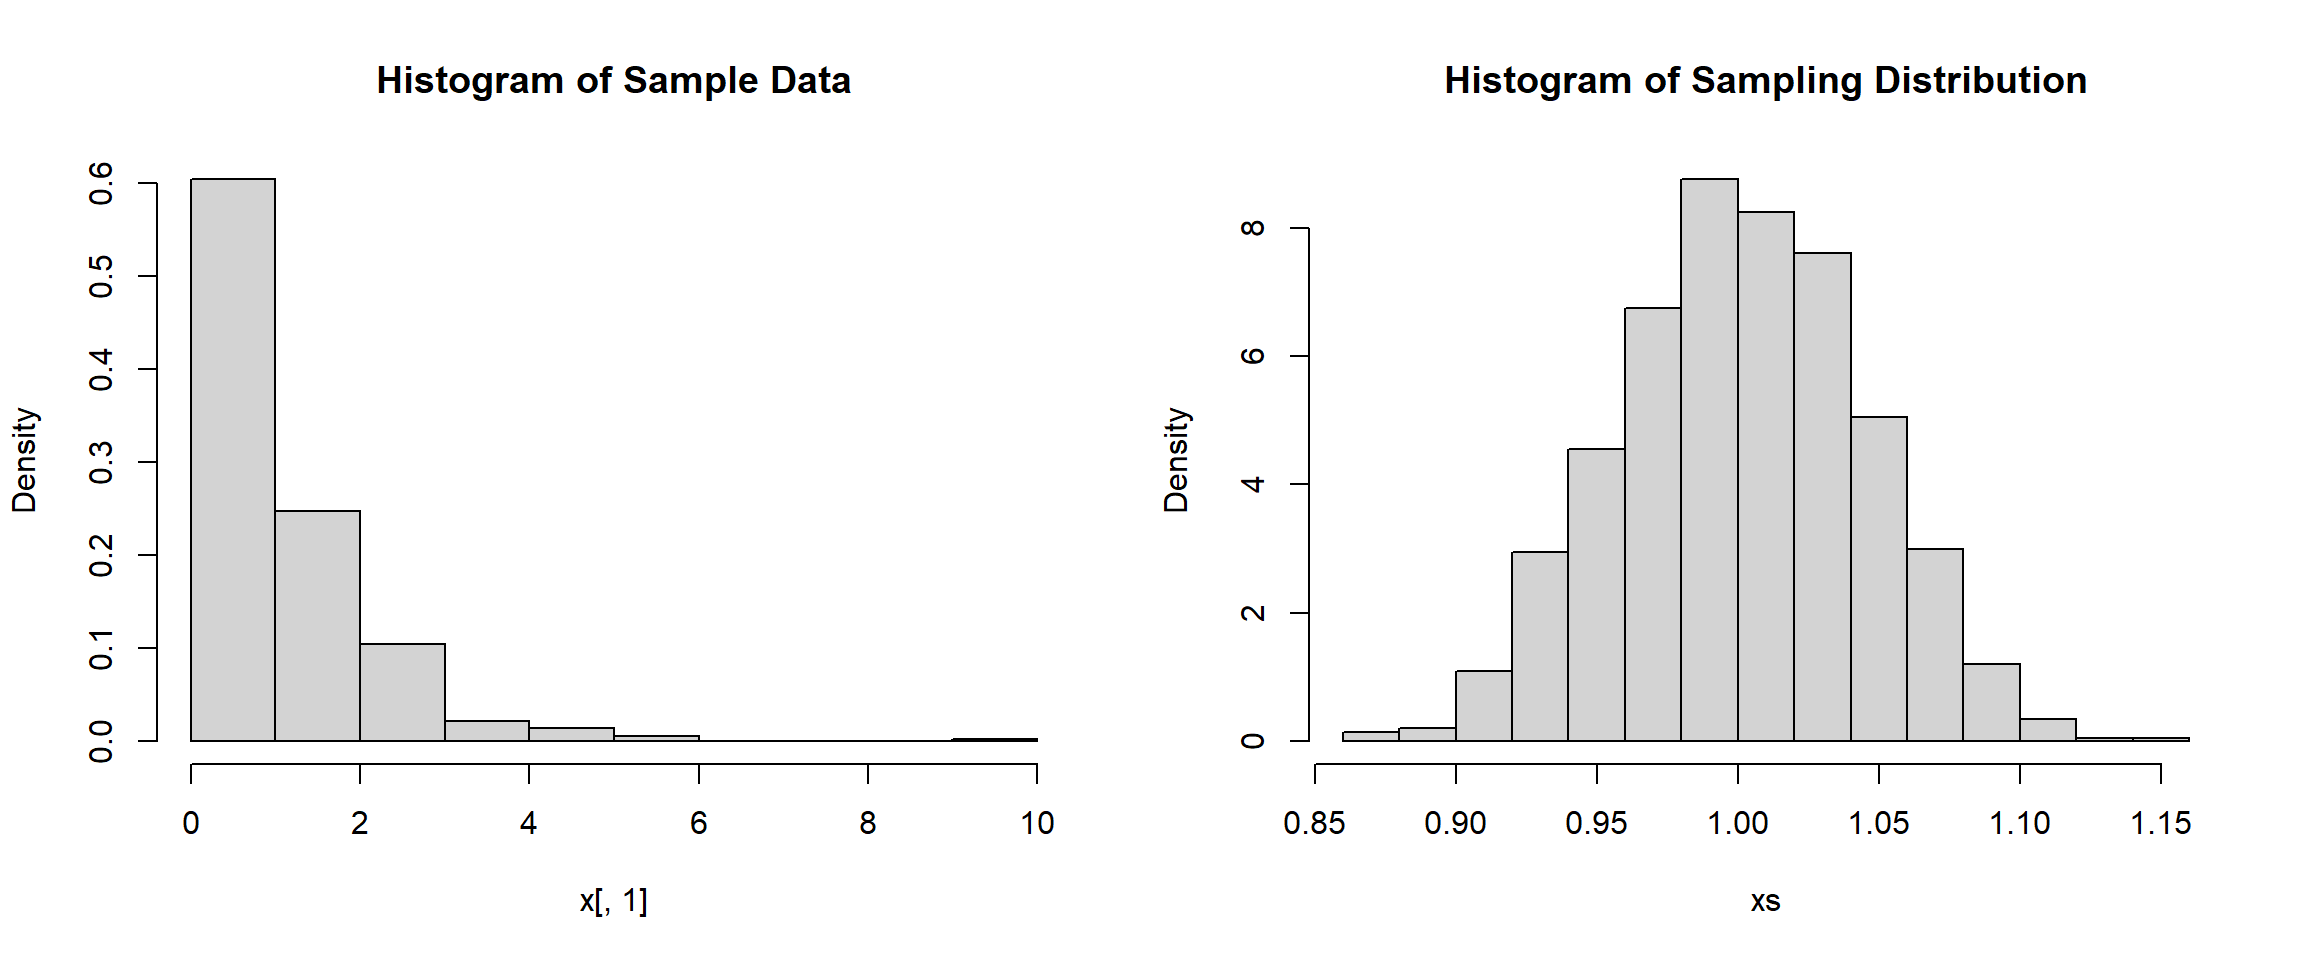 Histogram of Sample Data
Density
0.0 0.1 0.2 0.3 0.4 0.5 0.6
0 2 4 6 8 10
x[, 1]
Histogram of Sampling Distribution
Density
0 2 4 6 8
0.85 0.90 0.95 1.00 1.05 1.10 1.15
xs